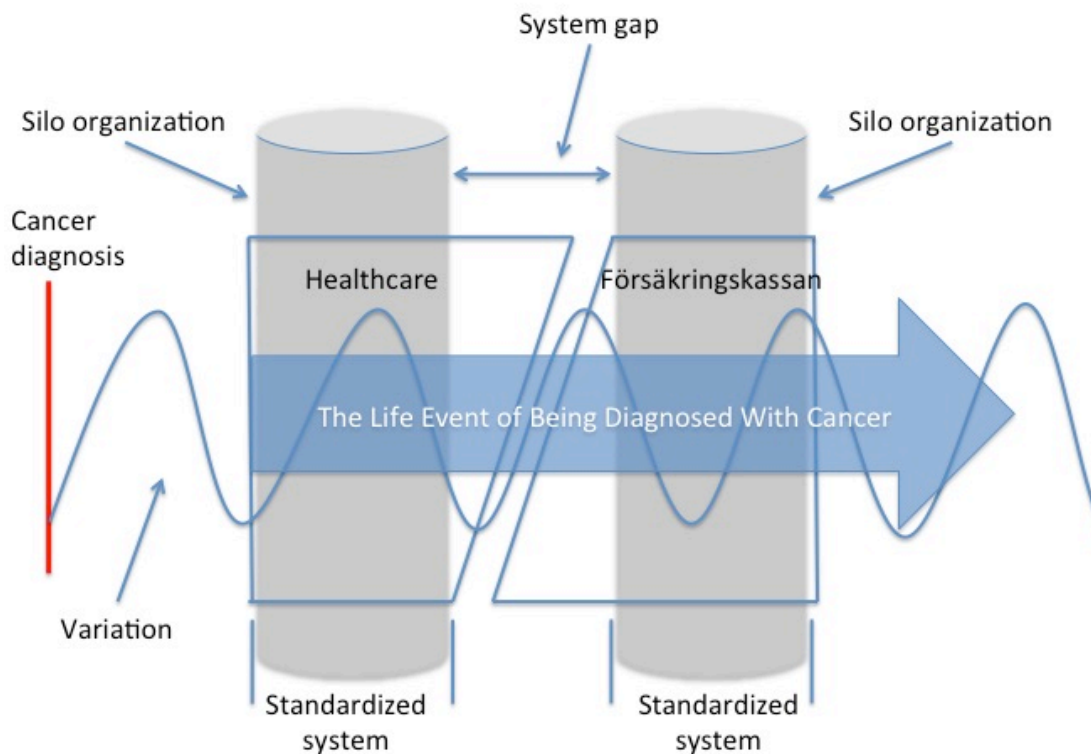 System gap
Silo organization
Silo organization
Cancer
diagnosis
Healthcare
Försäkringskassan
The Life Event of Being Diagnosed With Cancer
Variation
Standardized
system
Standardized
system